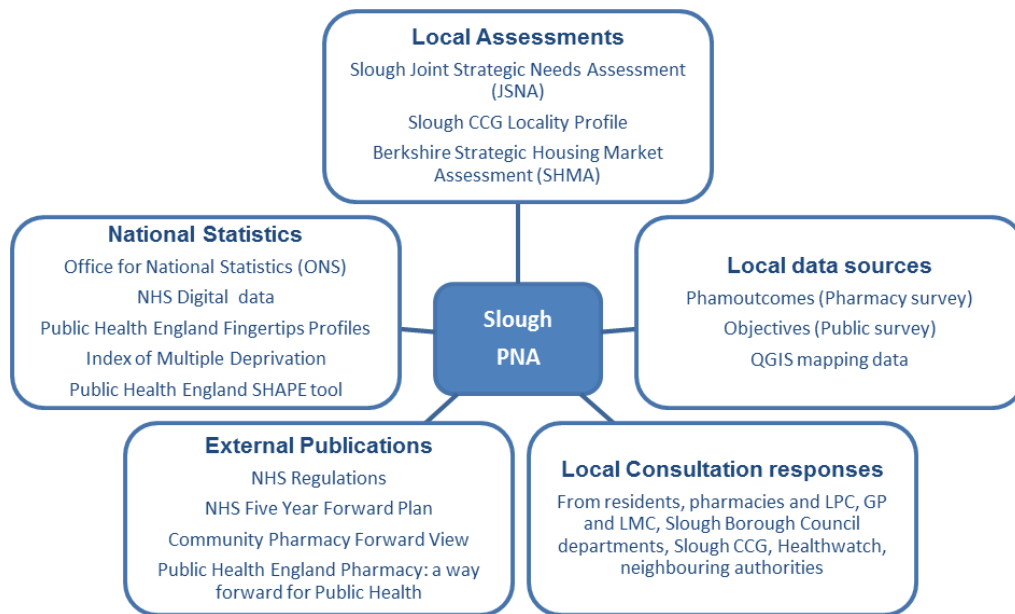 Local Assessments
Slough Joint Strategic Needs Assessment
(JSNA)
Slough CCG Locality Profile
Berkshire Strategic Housing Market
Assessment (SHMA)
National Statistics
Office for National Statistics (ONS)
NHS Digital data
Public Health England Fingertips Profiles
Index of Multiple Deprivation
Public Health England SHAPE tool
Slough
PNA
Local data sources
Phamoutcomes (Pharmacy survey)
Objectives (Public survey)
QGIS mapping data
External Publications
NHS Regulations
NHS Five Year Forward Plan
Community Pharmacy Forward View
Public Health England Pharmacy: a way
forward for Public Health
Local Consultation responses
From residents, pharmacies and LPC, GP
and LMC, Slough Borough Council
departments, Slough CCG, Healthwatch,
neighbouring authorities